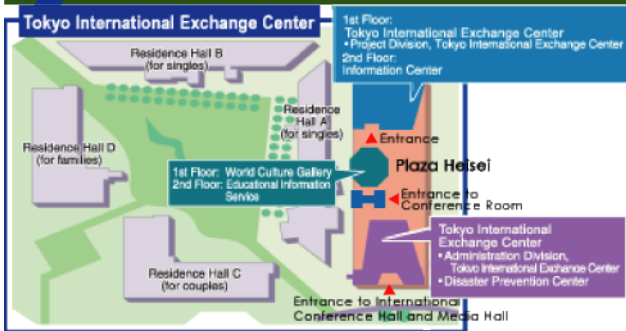 Tokyo International Exchange Center
1st Floor:
Tokyo International Exchange Center
•Project Division, Tokyo International Exchange Center
2nd Floor:
Information Center
Residence Hall B
(for singles)
Residence
Hall A
(for singles)
Entrance
Residence Hall D
(for families)
Plaza Heisei
1st Floor: World Culture Gallery
2nd Floor: Educational Information
Service
Entrance to
Conference Room
Tokyo International
Exchange Center
•Administration Division,
Tokyo International Exchange Center
•Disaster Prevention Center
Residence Hall C
(for couples)
Entrance to International
Conference Hall and Media Hall